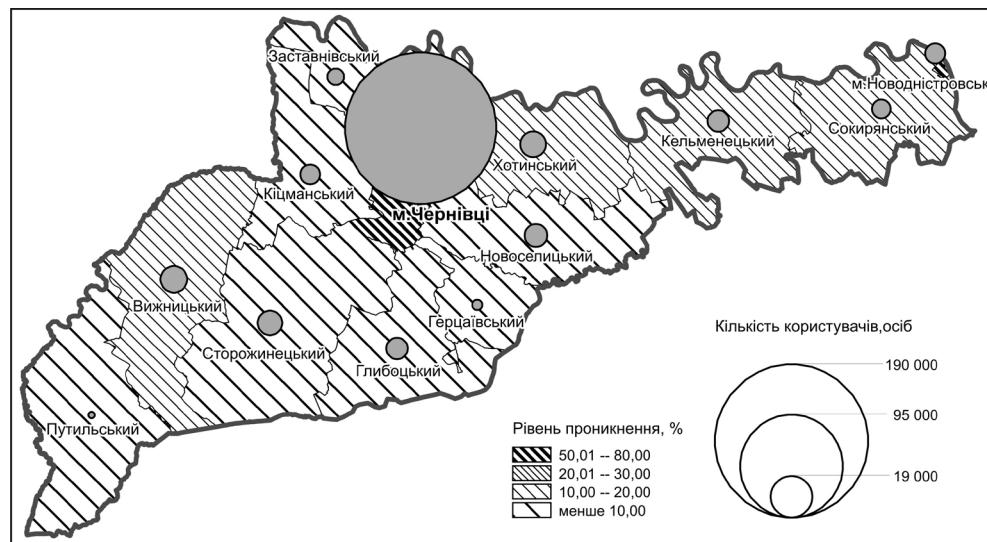 Заставнівський
м.Новодністровськ
Сокирянський
Кельменецький
Хотинський
Кіцманський
м.Чернівці
Новоселицький
Вижницький
Герцаївський
Сторожинецький
Глибоцький
Путильський
Кількість користувачів,осіб
190 000
95 000
19 000
Рівень проникнення, %
50,01 -- 80,00
20,01 -- 30,00
10,00 -- 20,00
менше 10,00